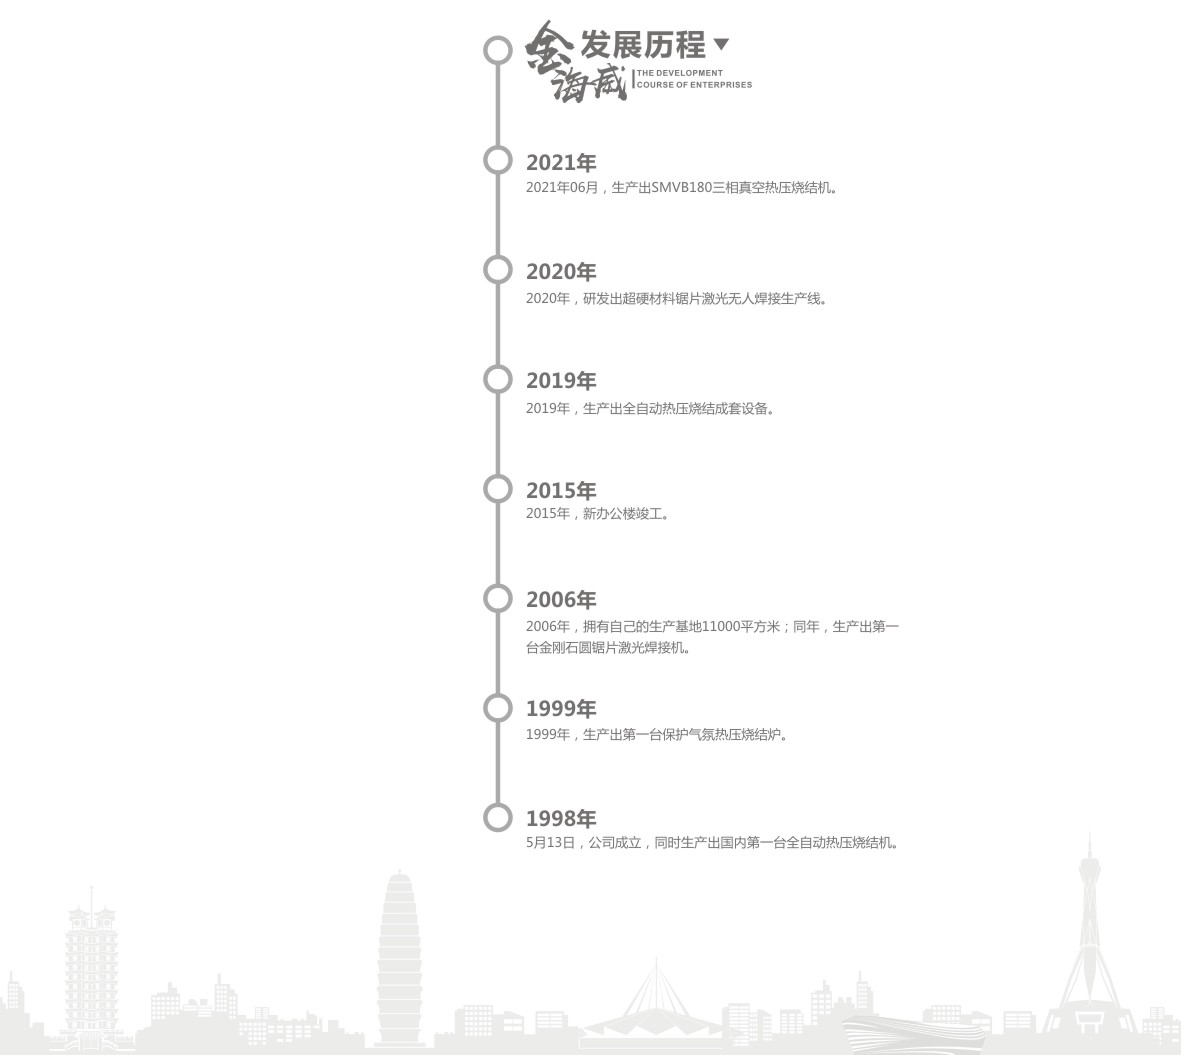 金海威
发展历程
THE DEVELOPMENT
COURSE OF ENTERPRISES
2021年
2021年06月，生产出SMVB180三相真空热压烧结机。
2020年
2020年，研发出超硬材料锯片激光无人焊接生产线。
2019年
2019年，生产出全自动热压烧结成套设备。
2015年
2015年，新办公楼竣工。
2006年
2006年，拥有自己的生产基地11000平方米；同年，生产出第一
台金刚石圆锯片激光焊接机。
1999年
1999年，生产出第一台保护气氛热压烧结炉。
1998年
5月13日，公司成立，同时生产出国内第一台全自动热压烧结机。